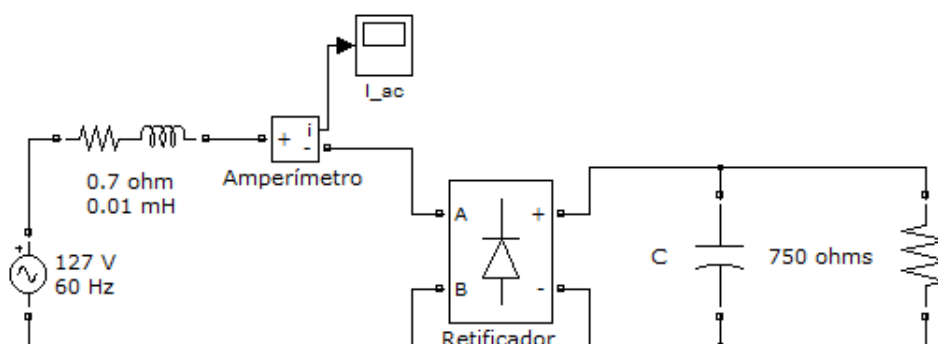 I_ac
+ i
-
Amperímetro
0.7 ohm
0.01 mH
+
127 V
60 Hz
A +
B -
Retificador
C
750 ohms